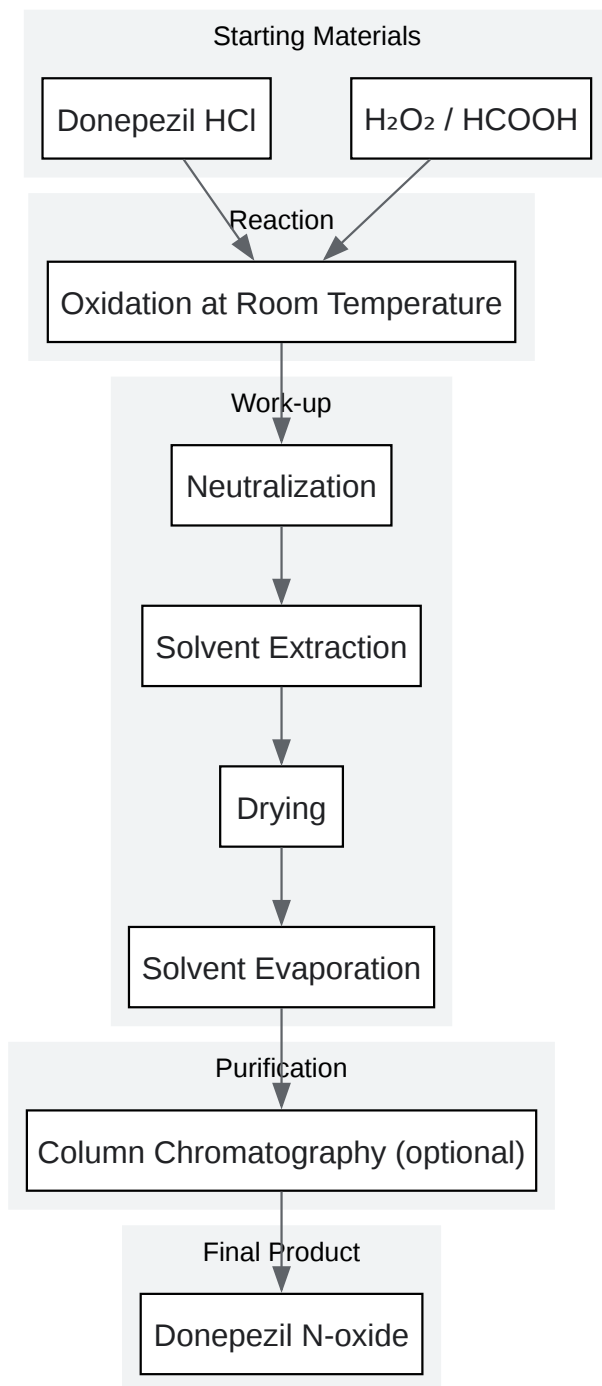 Starting Materials
Donepezil HCl
H₂O₂ / HCOOH
Reaction
Oxidation at Room Temperature
Work-up
Neutralization
Solvent Extraction
Drying
Solvent Evaporation
Purification
Column Chromatography (optional)
Final Product
Donepezil N-oxide